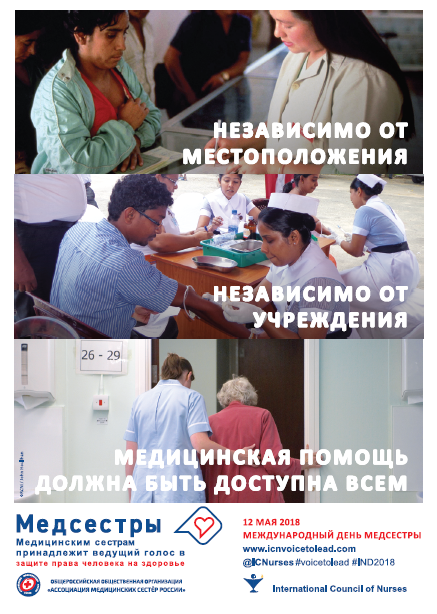 НЕЗАВИСИМО ОТ
МЕСТОПОЛОЖЕНИЯ
НЕЗАВИСИМО ОТ
УЧРЕЖДЕНИЯ
26 - 29
МЕДИЦИНСКАЯ ПОМОЩЬ
ДОЛЖНА БЫТЬ ДОСТУПНА ВСЕМ
Медсестры
Медицинским сестрам
принадлежит ведущий голос в
защите права человека на здоровье
ОБЩЕРОССИЙСКАЯ ОБЩЕСТВЕННАЯ ОРГАНИЗАЦИЯ
«АССОЦИАЦИЯ МЕДИЦИНСКИХ СЕСТЁР РОССИИ»
12 МАЯ 2018
МЕЖДУНАРОДНЫЙ ДЕНЬ МЕДСЕСТРЫ
www.icnvoicetolead.com
@ICNurses #voicetolead #IND2018
International Council of Nurses